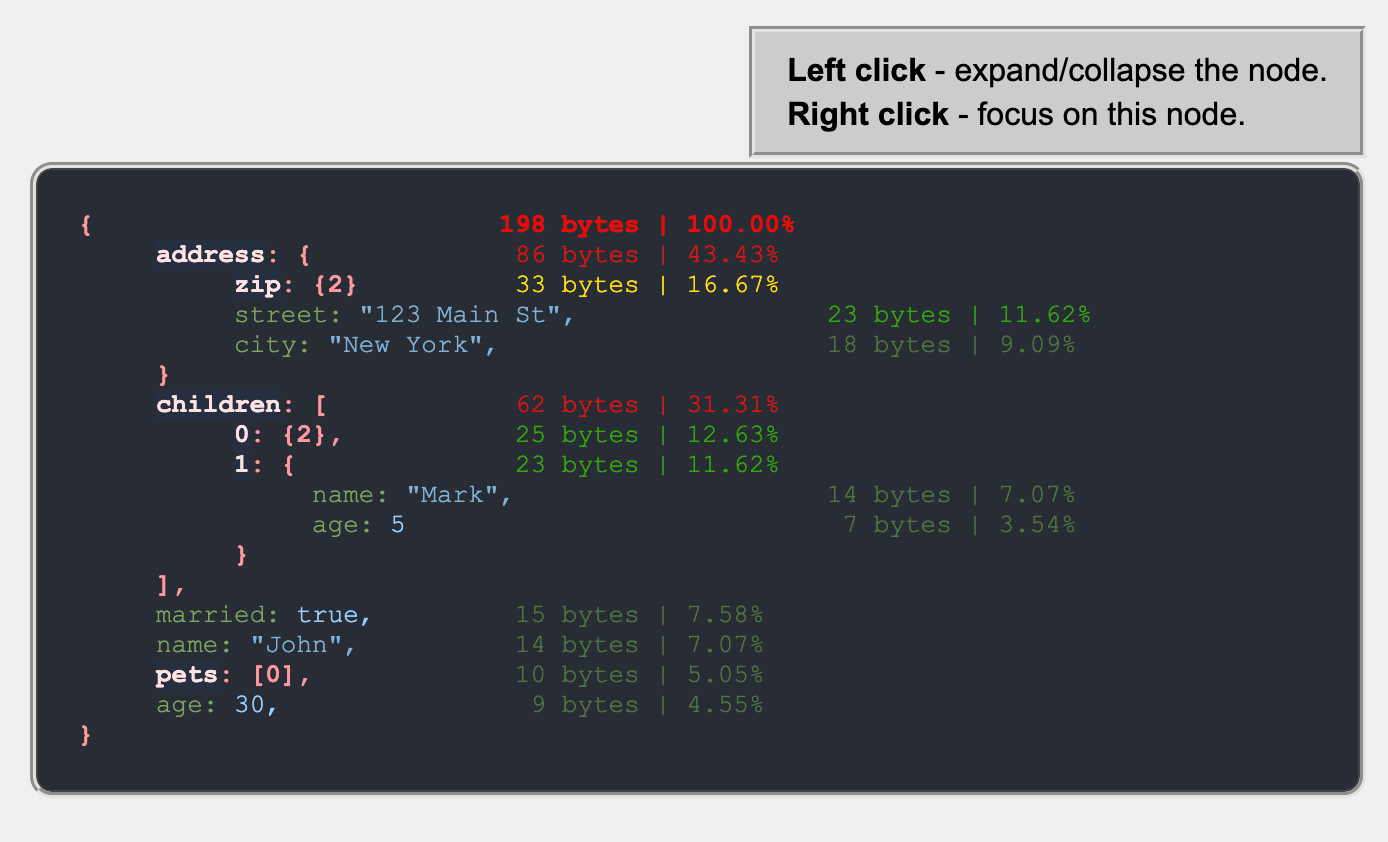 Left click - expand/collapse the node.
Right click - focus on this node.
{ 198 bytes | 100.00%
address: { 86 bytes | 43.43%
zip: {2} 33 bytes | 16.67%
street: "123 Main St", 23 bytes | 11.62%
city: "New York", 18 bytes | 9.09%
}
children: [ 62 bytes | 31.31%
0: {2}, 25 bytes | 12.63%
1: { 23 bytes | 11.62%
name: "Mark", 14 bytes | 7.07%
age: 5 7 bytes | 3.54%
}
],
married: true, 15 bytes | 7.58%
name: "John", 14 bytes | 7.07%
pets: [0], 10 bytes | 5.05%
age: 30, 9 bytes | 4.55%
}